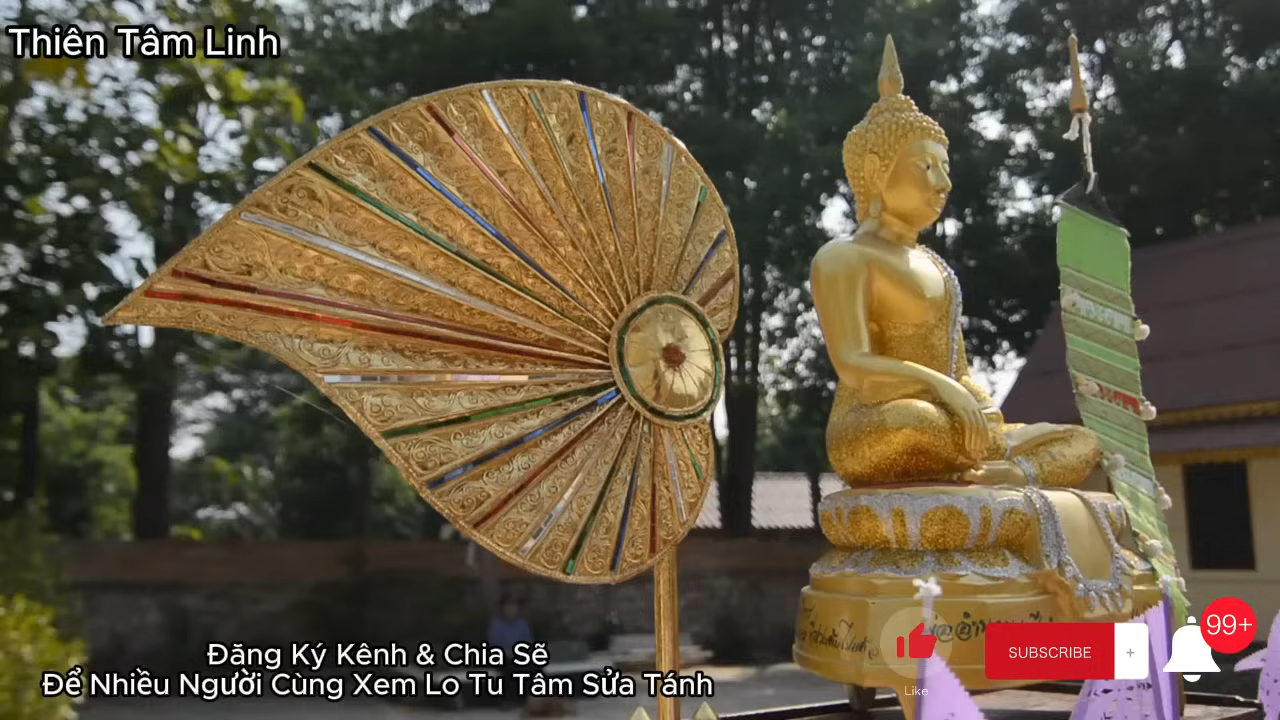 Thiên Tâm Linh
Đăng Ký Kênh & Chia Sẽ
Để Nhiều Người Cùng Xem Lo Tu Tâm Sửa Tánh
99+
SUBSCRIBE
+
Like